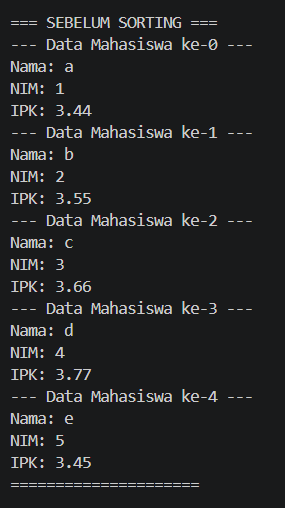 === SEBELUM SORTING ===
--- Data Mahasiswa ke-0 ---
Nama: a
NIM: 1
IPK: 3.44
--- Data Mahasiswa ke-1 ---
Nama: b
NIM: 2
IPK: 3.55
--- Data Mahasiswa ke-2 ---
Nama: c
NIM: 3
IPK: 3.66
--- Data Mahasiswa ke-3 ---
Nama: d
NIM: 4
IPK: 3.77
--- Data Mahasiswa ke-4 ---
Nama: e
NIM: 5
IPK: 3.45
=====================